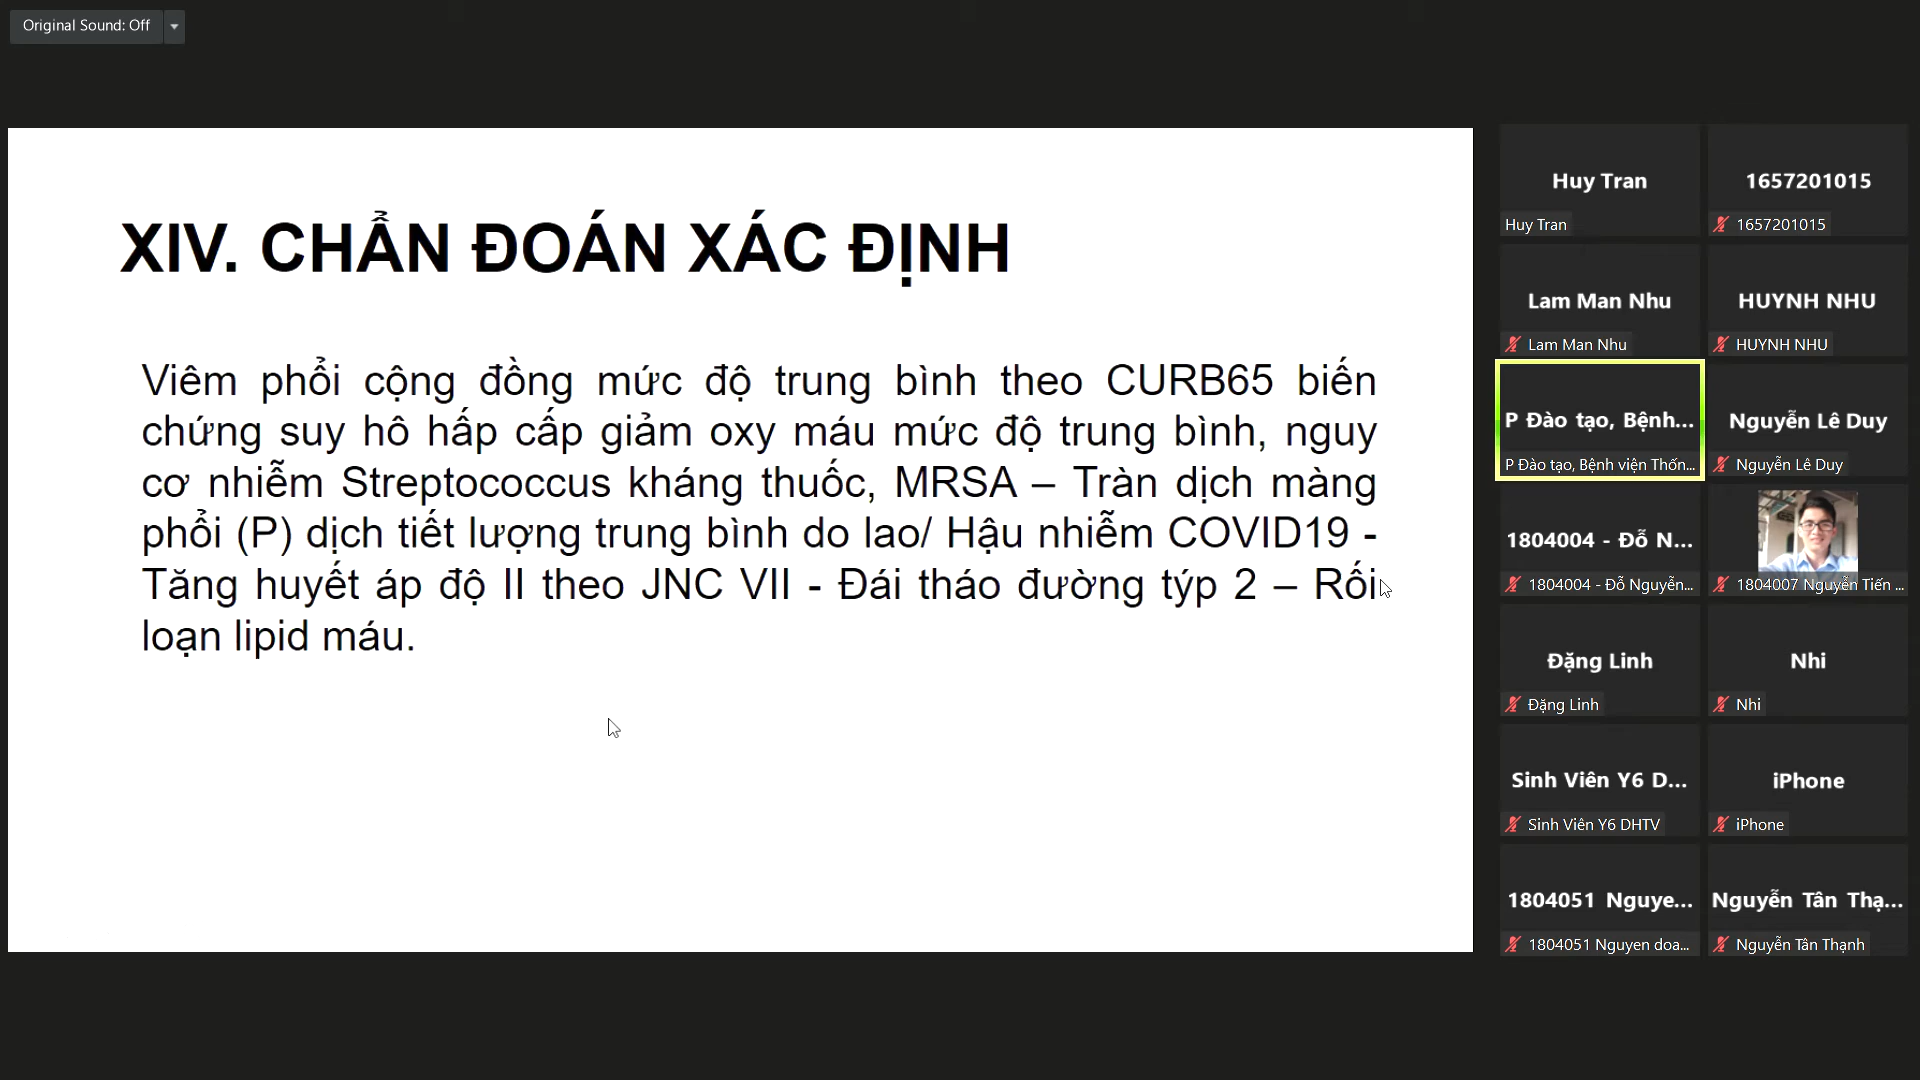 Original Sound: Off
XIV. CHẨN ĐOÁN XÁC ĐỊNH
Viêm phổi cộng đồng mức độ trung bình theo CURB65 biến
chứng suy hô hấp cấp giảm oxy máu mức độ trung bình, nguy
cơ nhiễm Streptococcus kháng thuốc, MRSA – Tràn dịch màng
phổi (P) dịch tiết lượng trung bình do lao/ Hậu nhiễm COVID19 -
Tăng huyết áp độ II theo JNC VII - Đái tháo đường týp 2 – Rối
loạn lipid máu.
Huy Tran
Huy Tran
1657201015
1657201015
Lam Man Nhu
Lam Man Nhu
HUYNH NHU
HUYNH NHU
P Đào tạo, Bệnh...
P Đào tạo, Bệnh viện Thốn...
Nguyễn Lê Duy
Nguyễn Lê Duy
1804004 - Đỗ N...
1804004 - Đỗ Nguyễn...
1804007 Nguyễn Tiến ...
Đặng Linh
Đặng Linh
Nhi
Nhi
Sinh Viên Y6 D...
Sinh Viên Y6 DHTV
iPhone
iPhone
1804051 Nguye...
1804051 Nguyen doa...
Nguyễn Tân Thạ...
Nguyễn Tân Thạnh